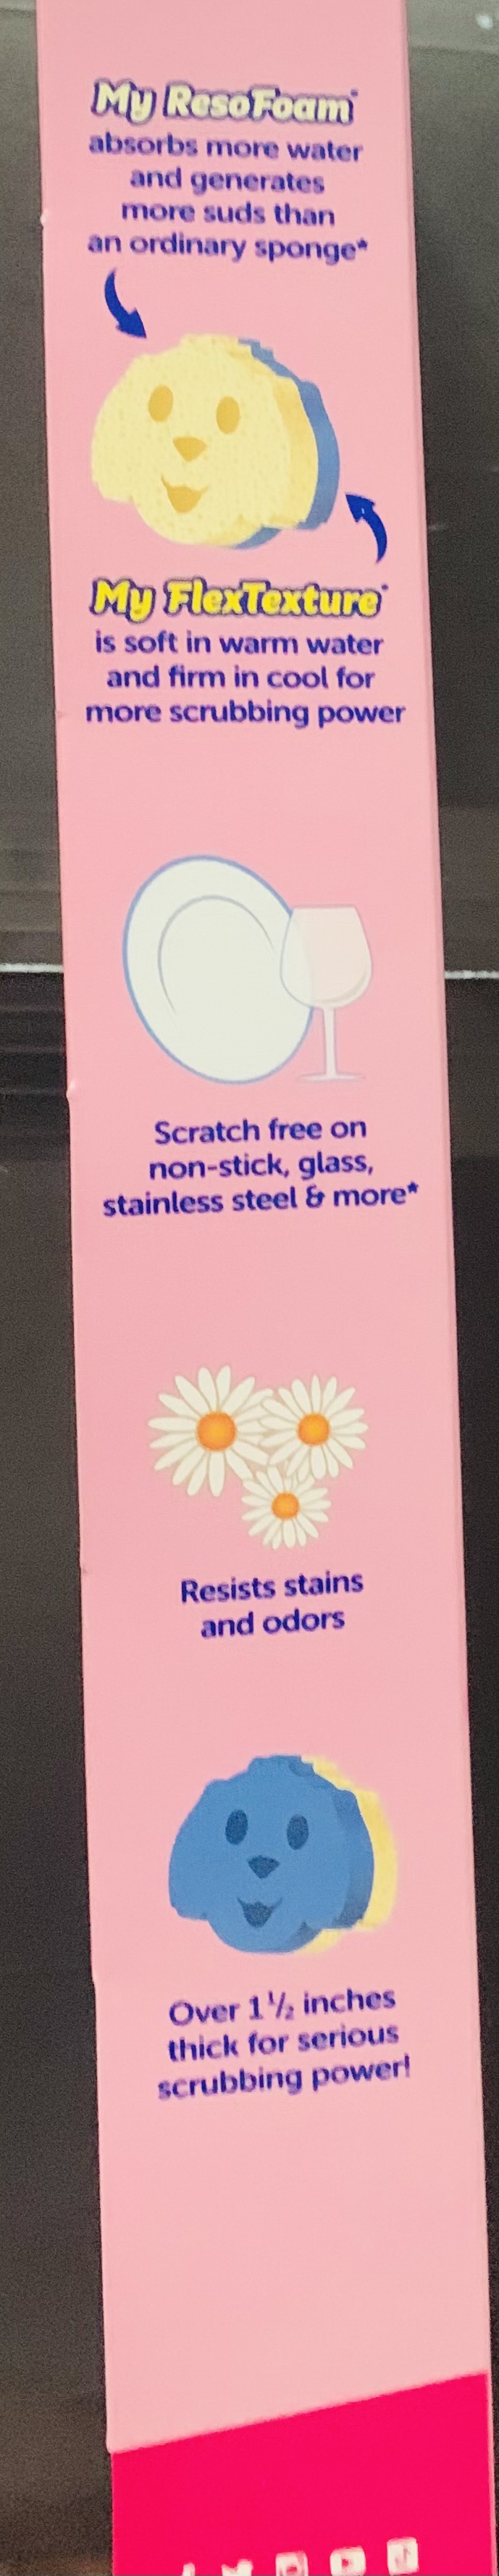 My ResoFoam*
absorbs more water
and generates
more suds than
an ordinary sponge*
My FlexTexture*
is soft in warm water
and firm in cool for
more scrubbing power
Scratch free on
non-stick, glass,
stainless steel & more*
Resists stains
and odors
Over 1 1/2 inches
thick for serious
scrubbing power!